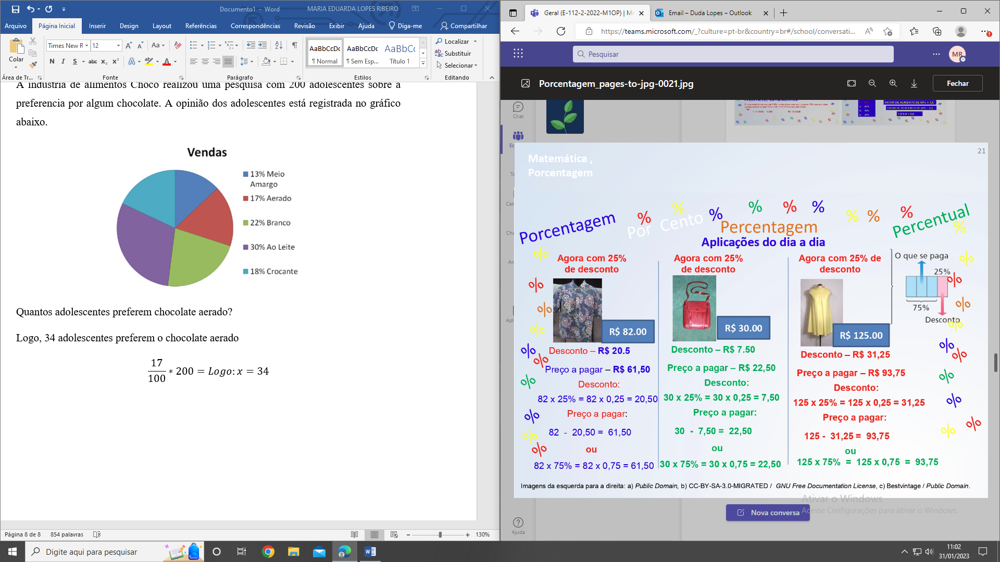 Documento1 - Word
MARIA EDUARDA LOPES RIBEIRO
Arquivo
Página Inicial
Inserir
Design
Layout
Referências
Correspondências
Revisão
Exibir
Ajuda
Diga-me
Compartilhar
Colar
Times New R
12
Aa
N I S abc x₂ x²
AaBbCcDc
AaBbCcDc
AaBbCc
¶ Normal
¶ Sem Esp...
Título 1
Localizar
Substituir
Selecionar
Área de Tr...
Fonte
Parágrafo
Estilos
Editando
A indústria de alimentos Choco realizou uma pesquisa com 200 adolescentes sobre a
preferencia por algum chocolate. A opinião dos adolescentes está registrada no gráfico
abaixo.
Vendas
13% Meio
Amargo
17% Aerado
22% Branco
30% Ao Leite
18% Crocante
Quantos adolescentes preferem chocolate aerado?
Logo, 34 adolescentes preferem o chocolate aerado
17/100 * 200 = Logo: x = 34
Página 8 de 8
854 palavras
130%
Geral (E-112-2-2022-M1OP) | Mi
Email – Duda Lopes – Outlook
https://teams.microsoft.com/_?culture=pt-br&country=br#/school/conversati...
Pesquisar
MR
Porcentagem_pages-to-jpg-0021.jpg
Fechar
Chat
FATOR DE AUMENTO DE 60% = 1,6
21
Matemática ,
Porcentagem
% % % % % % % % %
Porcentagem
Por Cento
Percentagem
Percentual
Aplicações do dia a dia
Agora com 25%
de desconto
R$ 82.00
Desconto – R$ 20.5
Preço a pagar – R$ 61,50
Desconto:
82 x 25% = 82 x 0,25 = 20,50
Preço a pagar:
82 - 20,50 = 61,50
ou
82 x 75% = 82 x 0,75 = 61,50
Agora com 25%
de desconto
R$ 30.00
Desconto – R$ 7.50
Preço a pagar – R$ 22,50
Desconto:
30 x 25% = 30 x 0,25 = 7,50
Preço a pagar:
30 - 7,50 = 22,50
ou
30 x 75% = 30 x 0,75 = 22,50
Agora com 25% de
desconto
R$ 125.00
Desconto – R$ 31,25
Preço a pagar – R$ 93,75
Desconto:
125 x 25% = 125 x 0,25 = 31,25
Preço a pagar:
125 - 31,25 = 93,75
ou
125 x 75% = 125 x 0,75 = 93,75
O que se paga
25%
75%
Desconto
Imagens da esquerda para a direita: a) Public Domain, b) CC-BY-SA-3.0-MIGRATED / GNU Free Documentation License, c) Bestvintage / Public Domain.
Ativar o Windows
Acesse Configurações para ativar o Windows.
Nova conversa
Ajuda
Digite aqui para pesquisar
11:02
31/01/2023